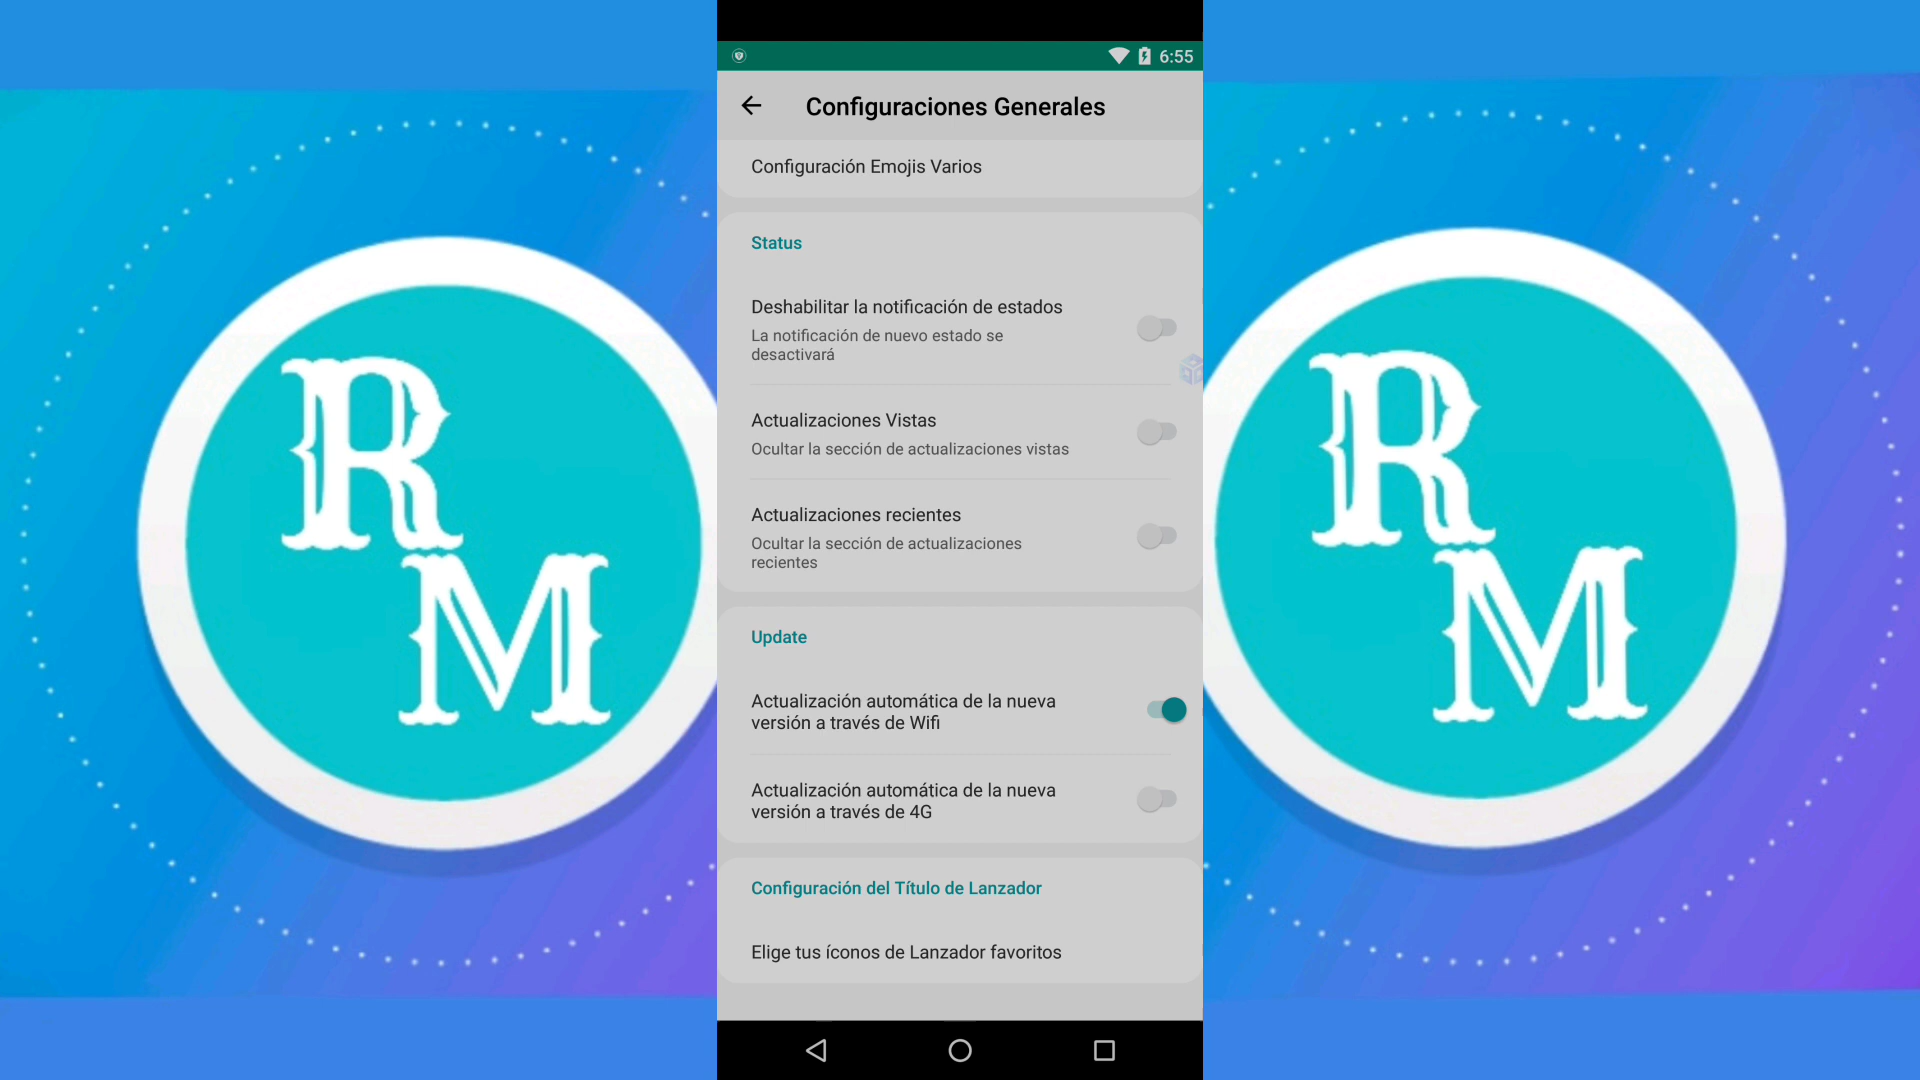 6:55
Configuraciones Generales
Configuración Emojis Varios
Status
Deshabilitar la notificación de estados
La notificación de nuevo estado se
desactivará
Actualizaciones Vistas
Ocultar la sección de actualizaciones vistas
Actualizaciones recientes
Ocultar la sección de actualizaciones
recientes
Update
Actualización automática de la nueva
versión a través de Wifi
Actualización automática de la nueva
versión a través de 4G
Configuración del Título de Lanzador
Elige tus íconos de Lanzador favoritos
R
M
R
M